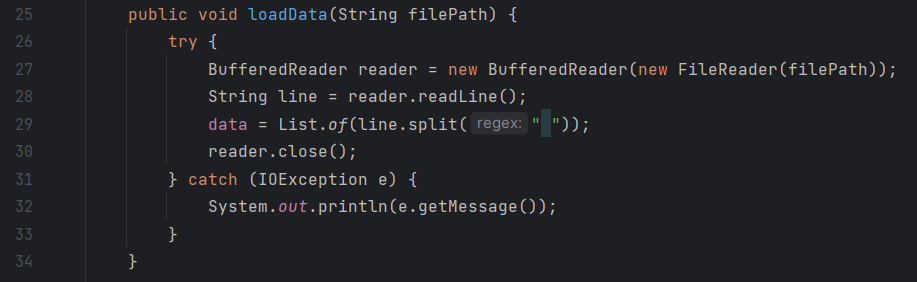 25 public void loadData(String filePath) {
26 try {
27 BufferedReader reader = new BufferedReader(new FileReader(filePath));
28 String line = reader.readLine();
29 data = List.of(line.split( regex: " "));
30 reader.close();
31 } catch (IOException e) {
32 System.out.println(e.getMessage());
33 }
34 }